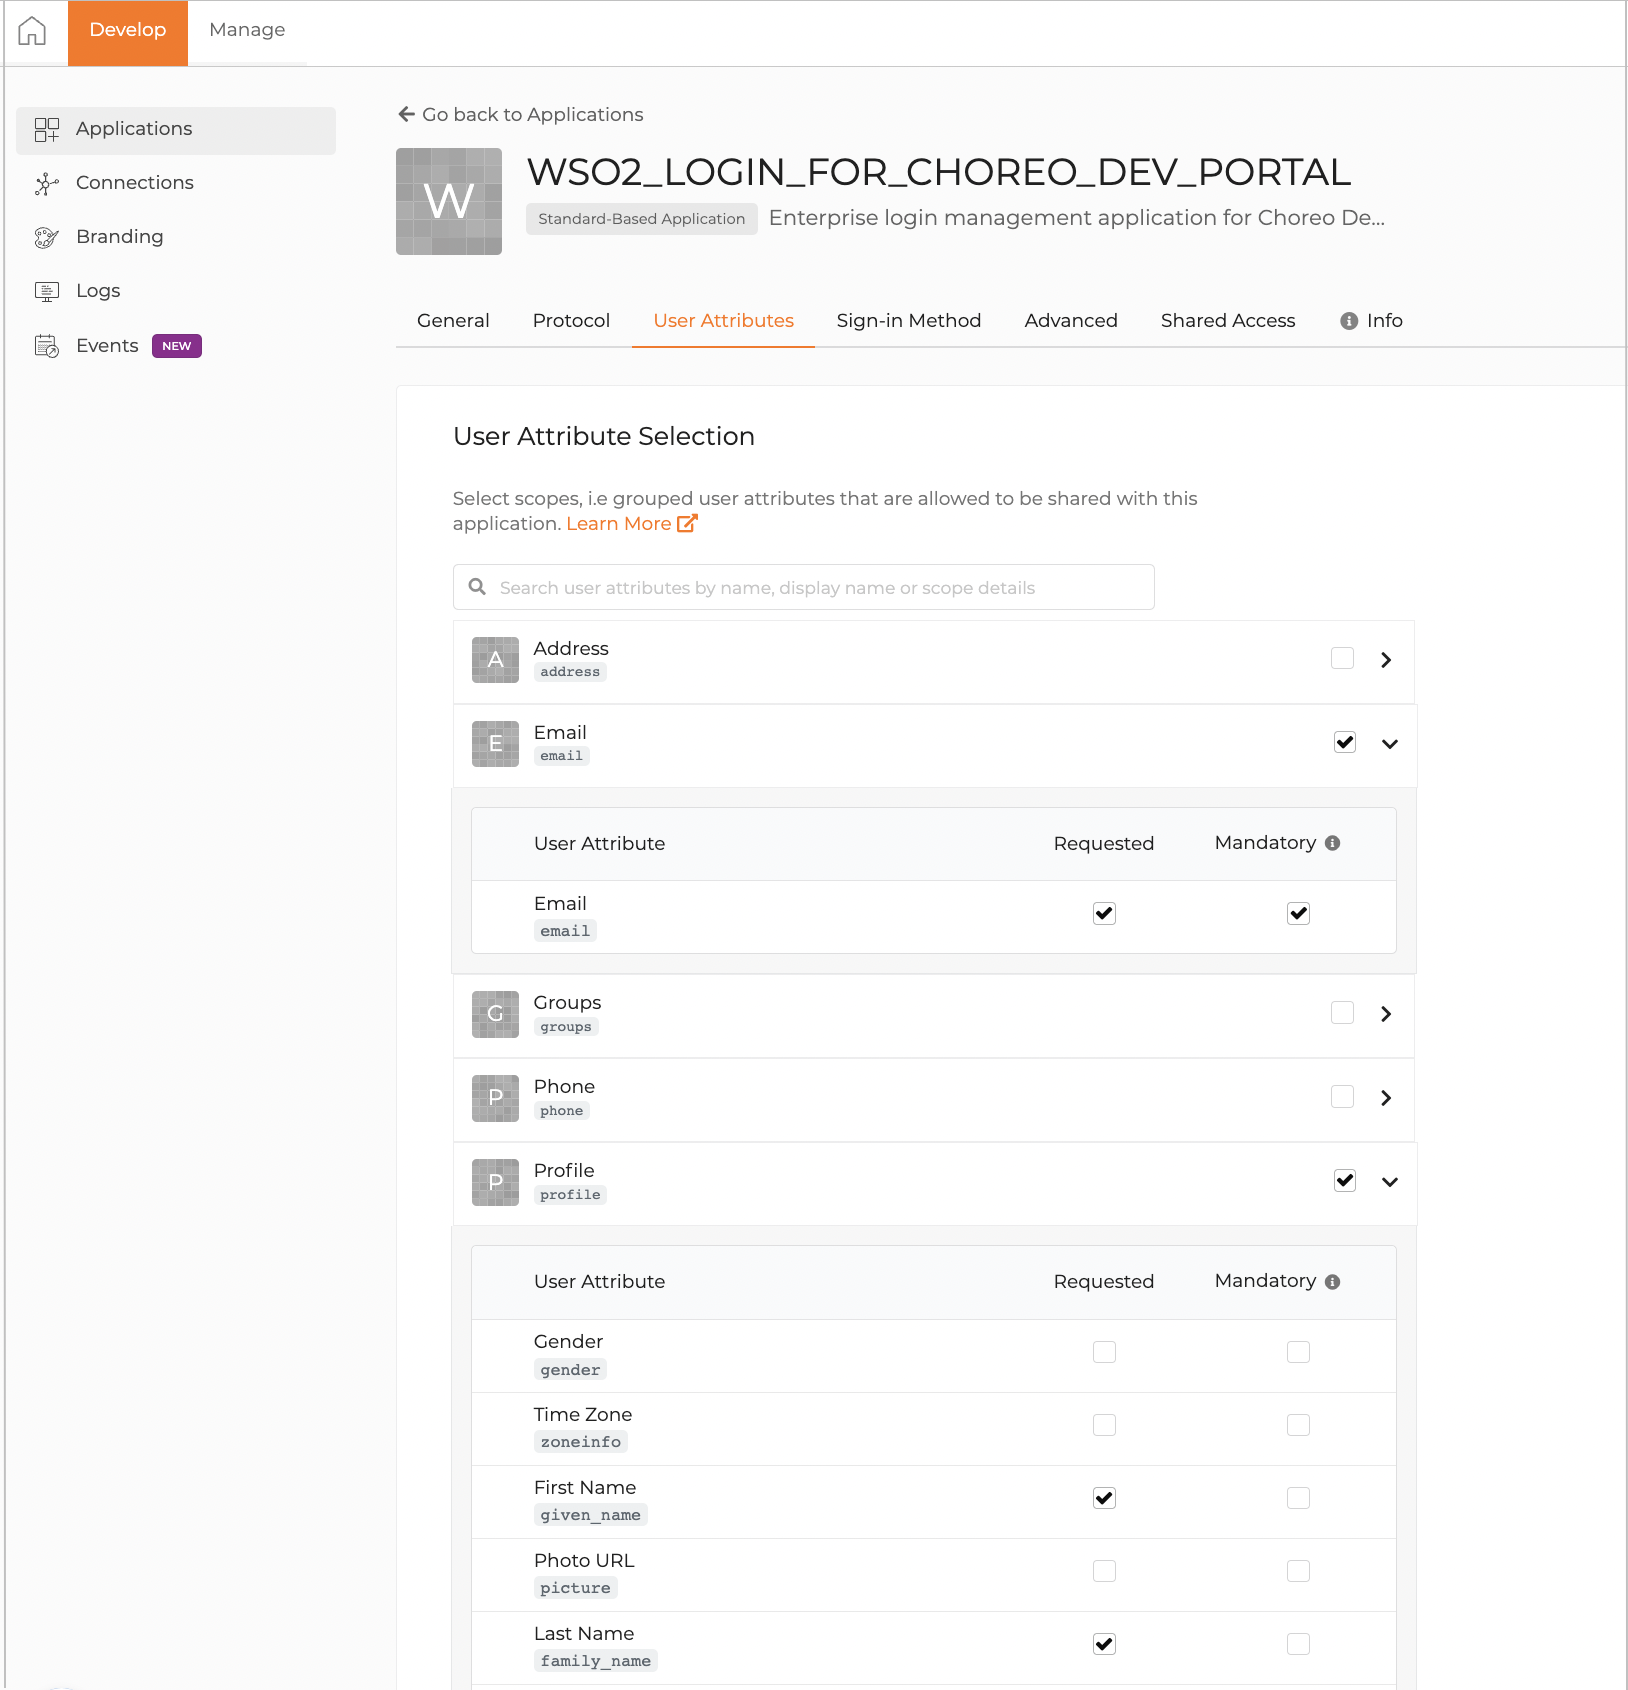 Develop
Manage
Applications
Connections
Branding
Logs
Events NEW
Go back to Applications
W
WSO2_LOGIN_FOR_CHOREO_DEV_PORTAL
Standard-Based Application Enterprise login management application for Choreo De...
General Protocol User Attributes Sign-in Method Advanced Shared Access Info
User Attribute Selection
Select scopes, i.e grouped user attributes that are allowed to be shared with this
application. Learn More
Search user attributes by name, display name or scope details
A
Address
address
E
Email
email
User Attribute Requested Mandatory
Email
email
G
Groups
groups
P
Phone
phone
P
Profile
profile
User Attribute Requested Mandatory
Gender
gender
Time Zone
zoneinfo
First Name
given_name
Photo URL
picture
Last Name
family_name